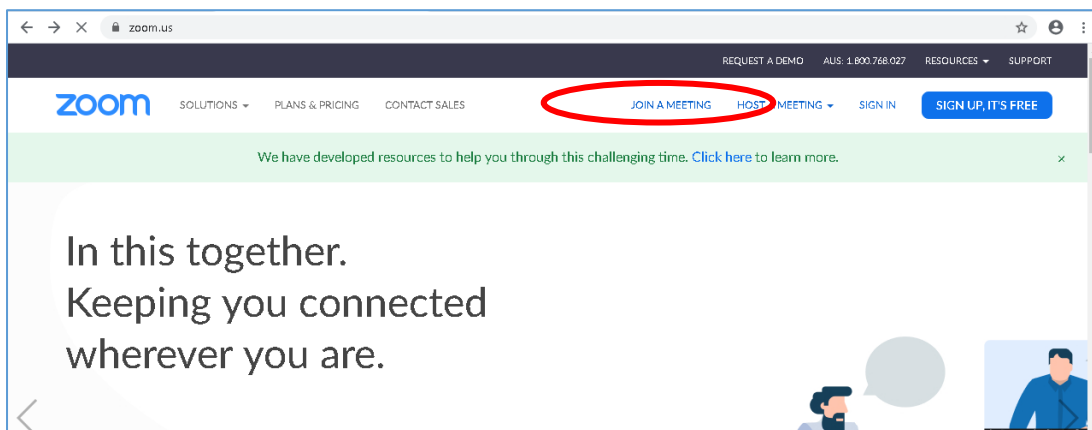 zoom.us
REQUEST A DEMO AUS: 1.800.768.027 RESOURCES SUPPORT
zoom SOLUTIONS PLANS & PRICING CONTACT SALES JOIN A MEETING HOST MEETING SIGN IN SIGN UP, IT'S FREE
We have developed resources to help you through this challenging time. Click here to learn more.
In this together.
Keeping you connected
wherever you are.